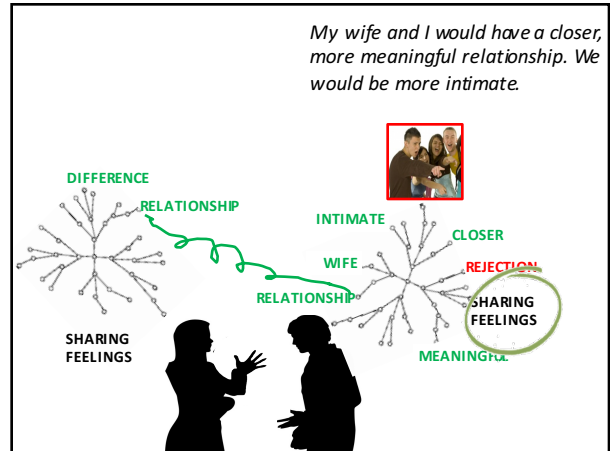 My wife and I would have a closer,
more meaningful relationship. We
would be more intimate.
DIFFERENCE
RELATIONSHIP
INTIMATE
CLOSER
WIFE
REJECTION
RELATIONSHIP
SHARING
FEELINGS
SHARING
FEELINGS
MEANINGFUL